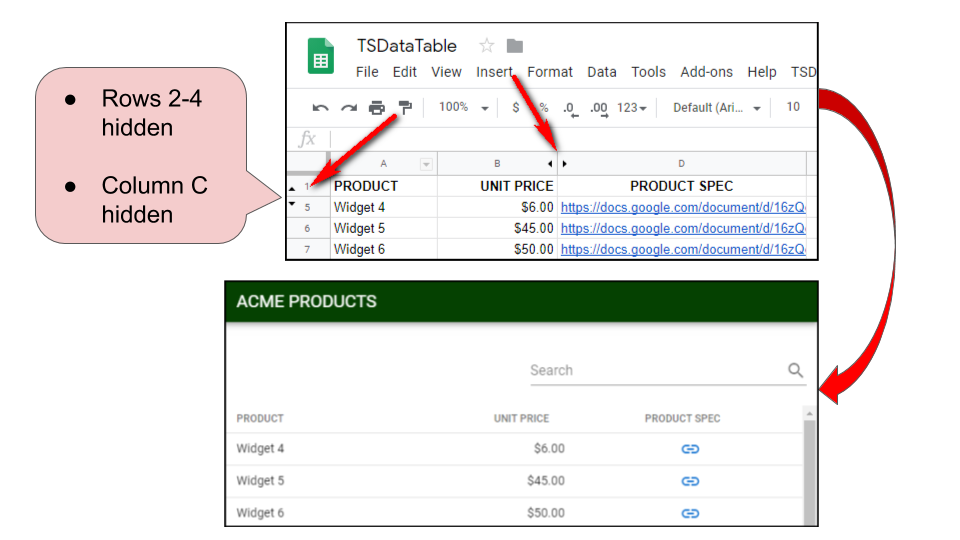 ● Rows 2-4
hidden
● Column C
hidden
TSDataTable
File Edit View Insert Format Data Tools Add-ons Help TSD
100% $ % .0 .00 123 Default (Ari... 10
fx
A B D
1 PRODUCT UNIT PRICE PRODUCT SPEC
5 Widget 4 $6.00 https://docs.google.com/document/d/16zQ
6 Widget 5 $45.00 https://docs.google.com/document/d/16zQ
7 Widget 6 $50.00 https://docs.google.com/document/d/16zQ
ACME PRODUCTS
Search
PRODUCT UNIT PRICE PRODUCT SPEC
Widget 4 $6.00
Widget 5 $45.00
Widget 6 $50.00